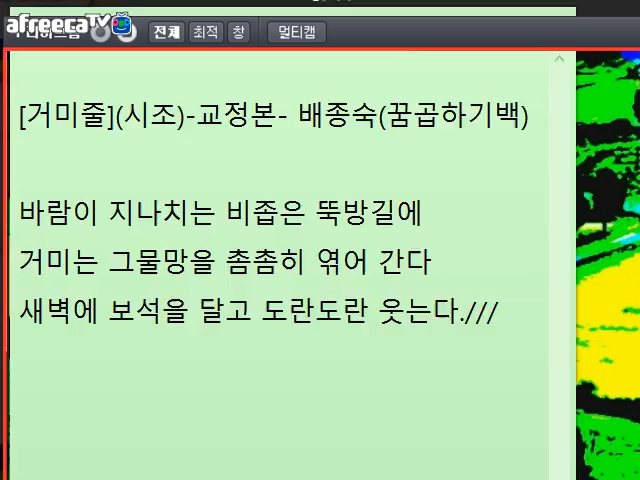 afreecaTV
전체 최적 창 멀티캠
[거미줄](시조)-교정본- 배종숙(꿈곱하기백)
바람이 지나치는 비좁은 뚝방길에
거미는 그물망을 촘촘히 엮어 간다
새벽에 보석을 달고 도란도란 웃는다.///